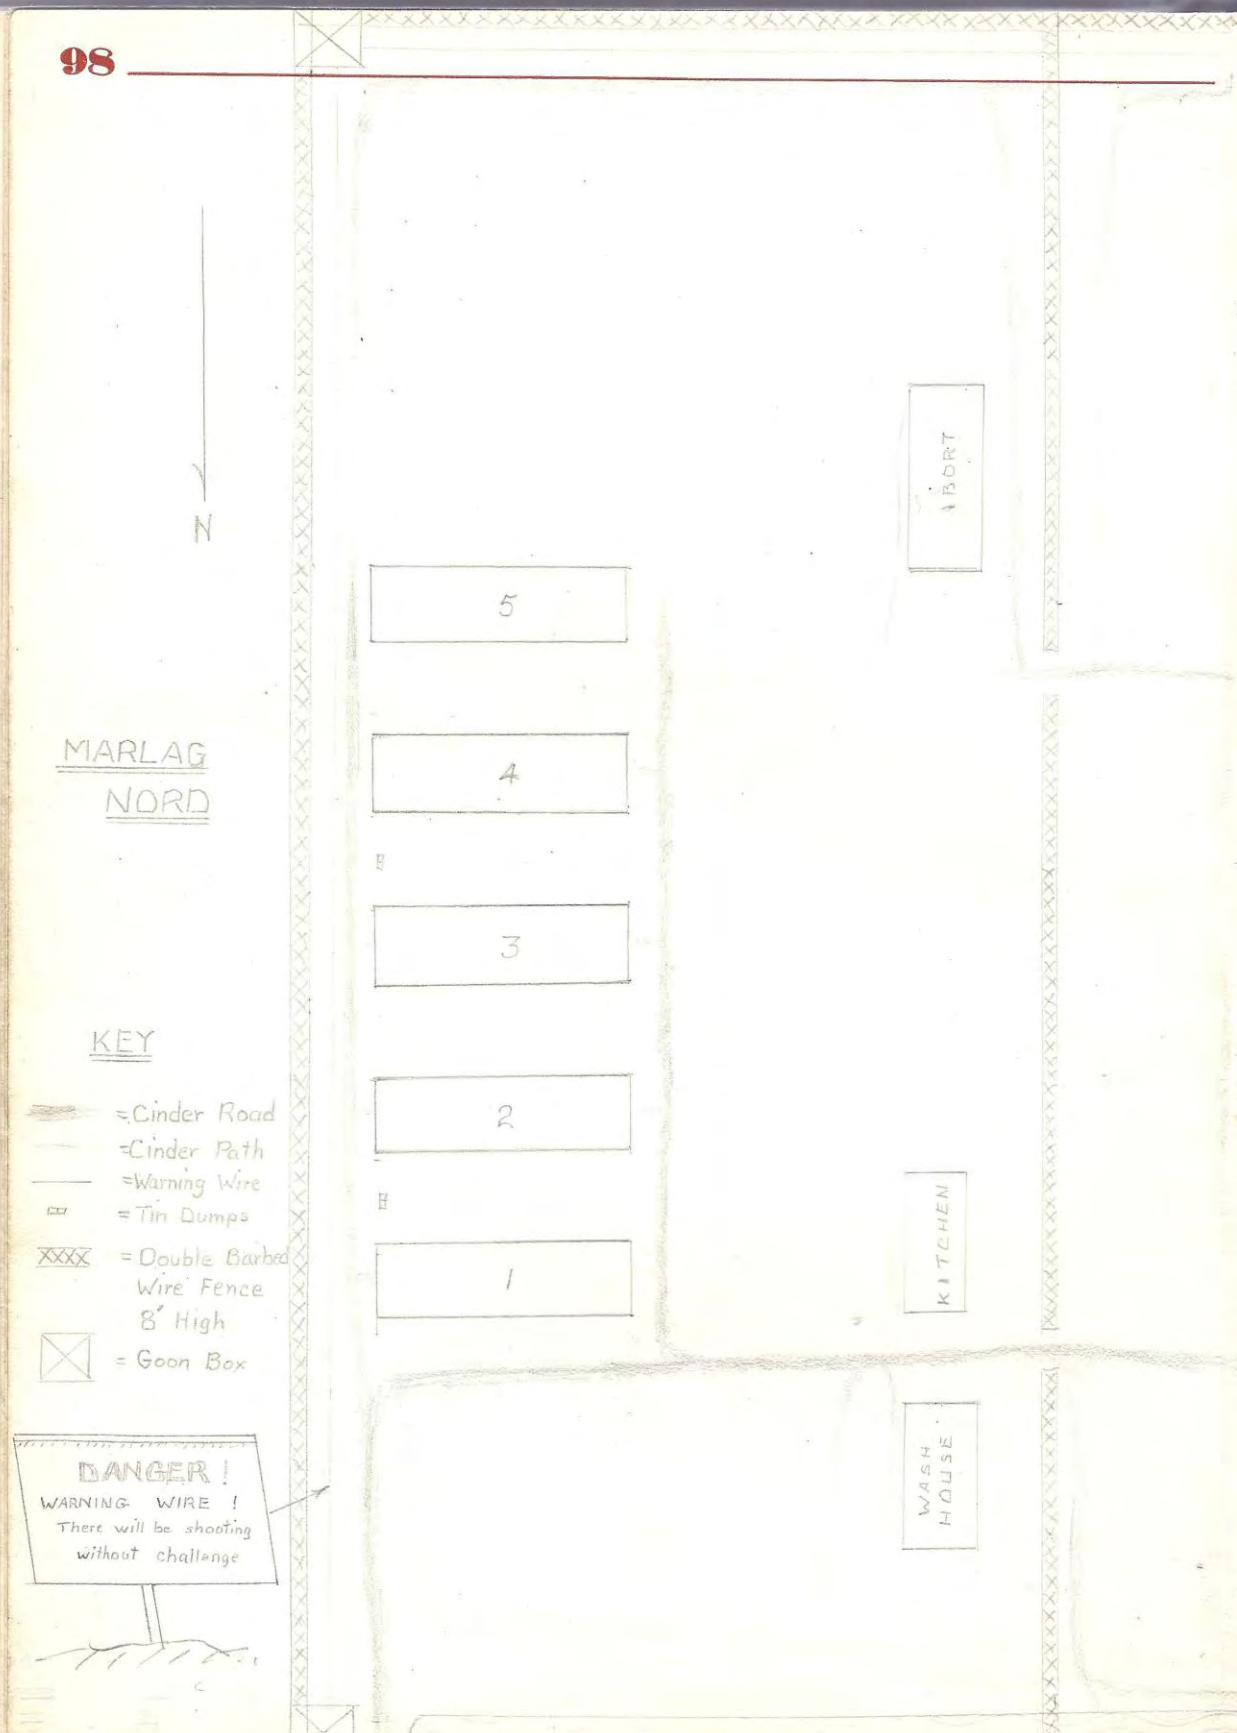 98
N
ABORT
5
MARLAG
NORD
4
3
KEY
= Cinder Road
= Cinder Path
= Warning Wire
= Tin Dumps
XXXX = Double Barbed
Wire Fence
8' High
= Goon Box
2
1
KITCHEN
WASH
HOUSE
DANGER!
WARNING WIRE!
There will be shooting
without challenge